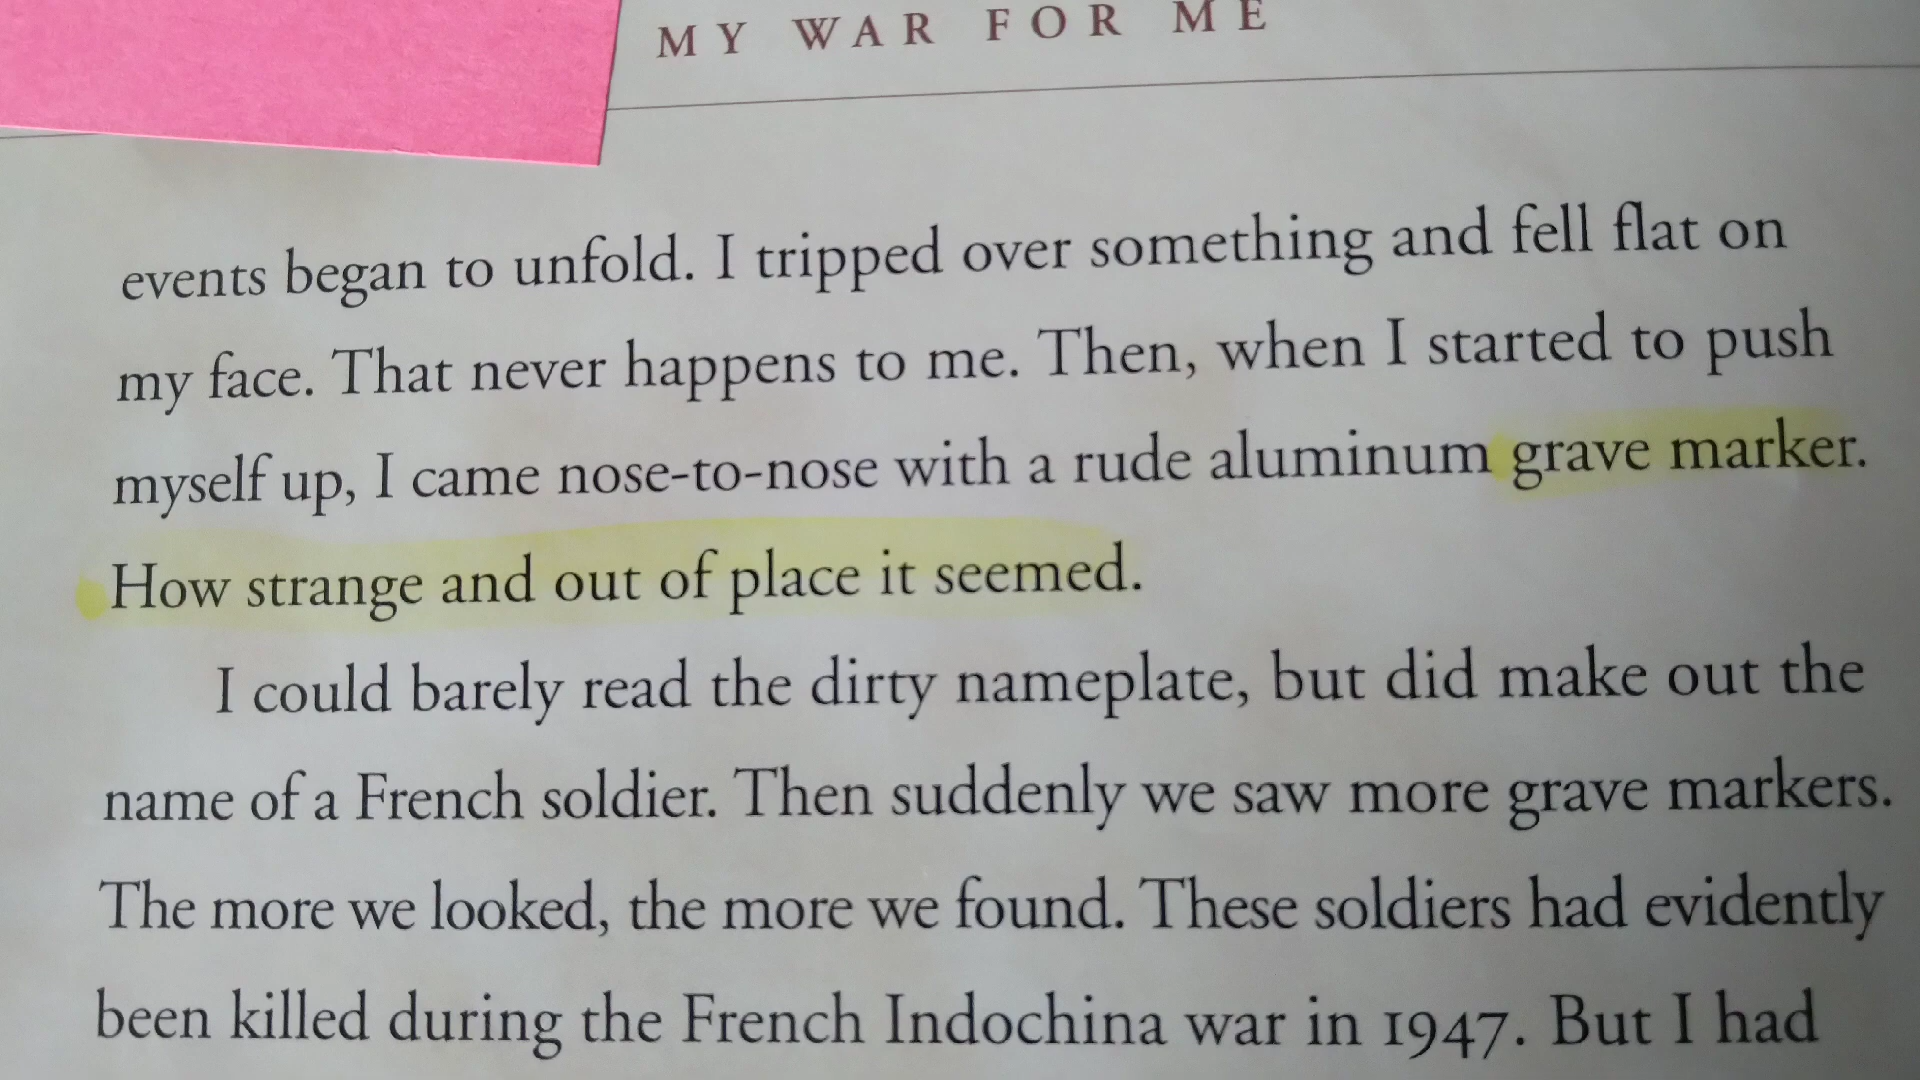 MY WAR FOR ME
events began to unfold. I tripped over something and fell flat on
my face. That never happens to me. Then, when I started to push
myself up, I came nose-to-nose with a rude aluminum grave marker.
How strange and out of place it seemed.
I could barely read the dirty nameplate, but did make out the
name of a French soldier. Then suddenly we saw more grave markers.
The more we looked, the more we found. These soldiers had evidently
been killed during the French Indochina war in 1947. But I had